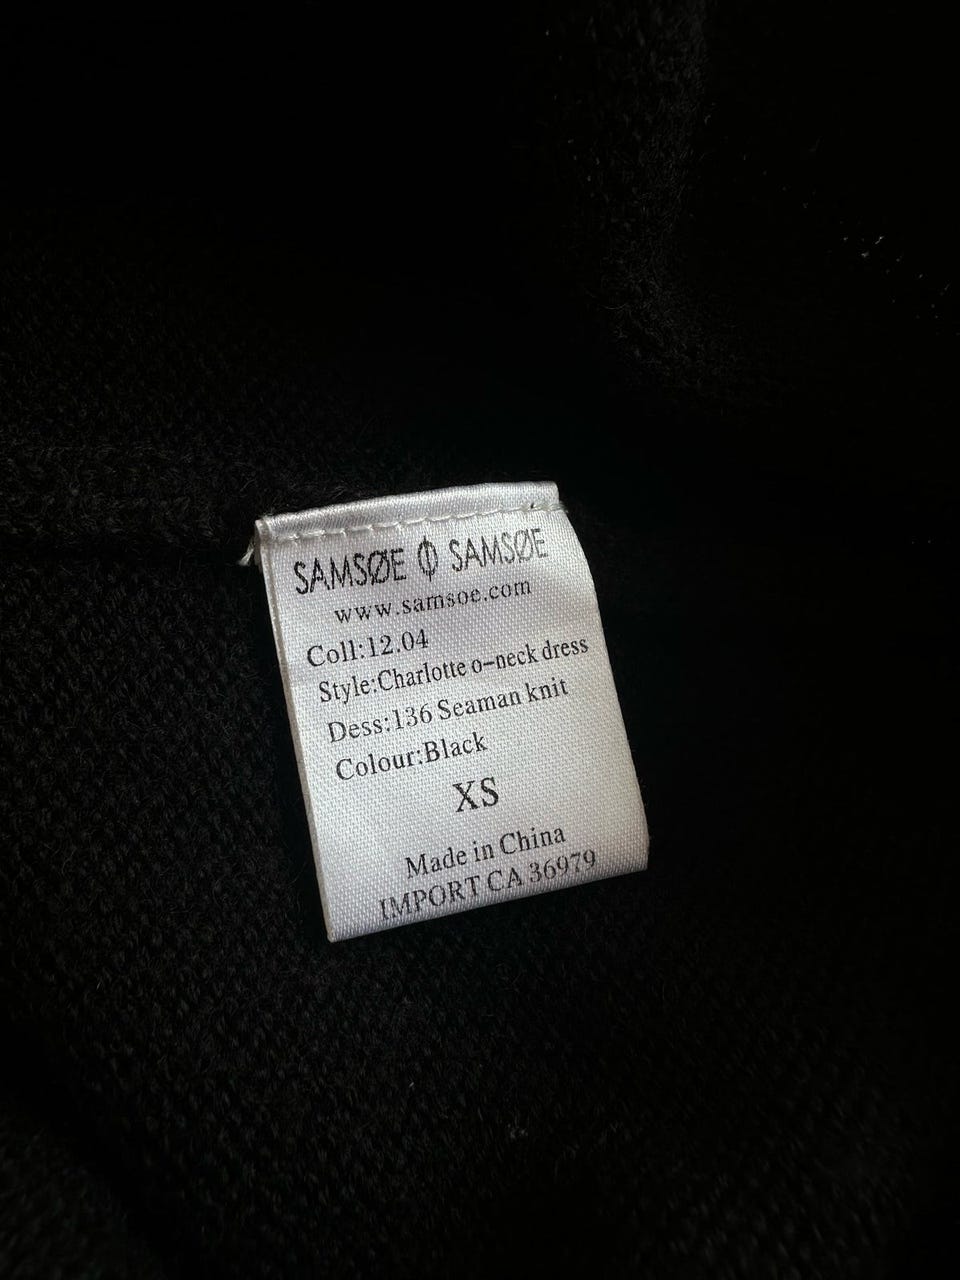 SAMSØE Φ SAMSØE
www.samsoe.com
Coll:12.04
Style:Charlotte o-neck dress
Dess:136 Seaman knit
Colour:Black
XS
Made in China
IMPORT CA 36979